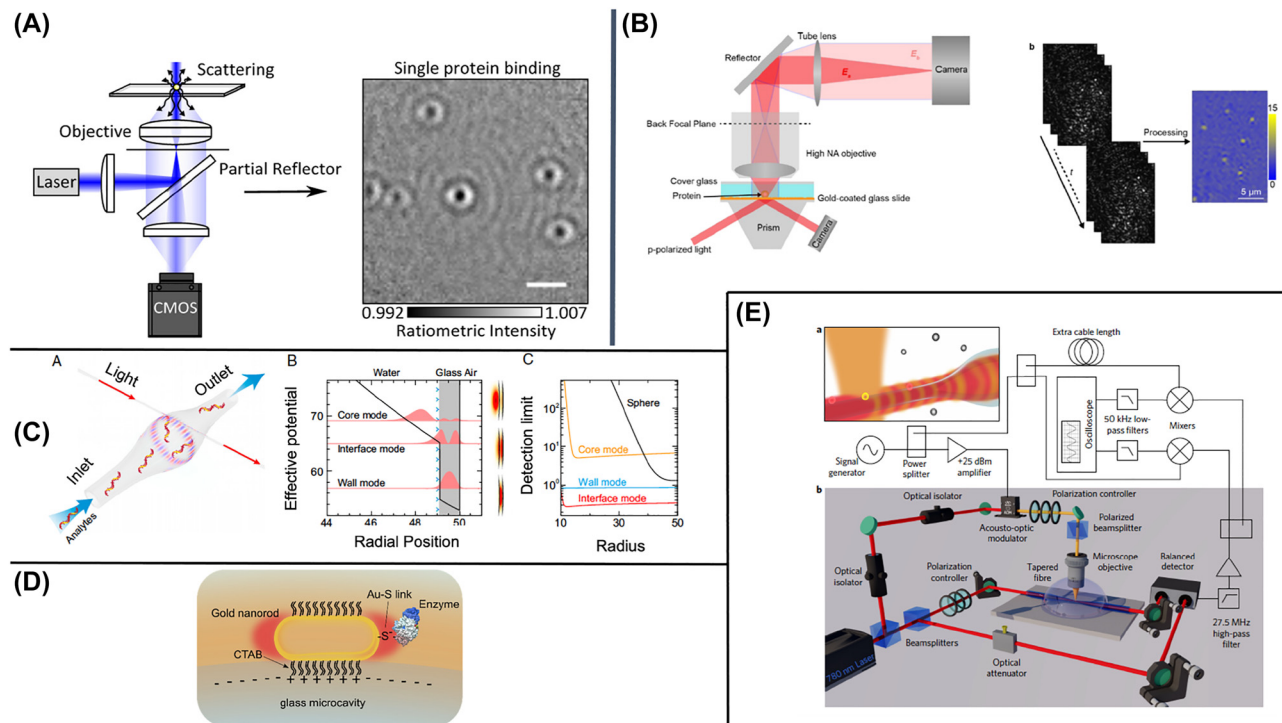 (A)
Scattering
Objective
Laser
Partial Reflector
CMOS
Single protein binding
0.992
1.007
Ratiometric Intensity
(B)
Tube lens
Reflector
Eₛ
Eₛ
Camera
Back Focal Plane
High NA objective
Cover glass
Protein
Gold-coated glass slide
Prism
Camera
p-polarized light
b
t
Processing
15
0
5 μm
(C)
A
Light
Outlet
Inlet
Analytes
B
Water
Glass
Air
Effective potential
70
60
Core mode
Interface mode
Wall mode
44
46
48
50
Radial Position
C
Detection limit
10²
10¹
10⁰
Sphere
Core mode
Wall mode
Interface mode
10
30
50
Radius
(D)
Gold nanorod
Au-S link
Enzyme
-S-
CTAB
+ + + + + +
glass microcavity
(E)
a
Extra cable length
Oscilloscope
50 kHz low-
pass filters
Mixers
Signal
generator
Power
splitter
+25 dBm
amplifier
b
Optical isolator
Acousto-optic
modulator
Polarization controller
Polarized
beamsplitter
Microscope
objective
Balanced
detector
Optical
isolator
Polarization
controller
Tapered
fibre
27.5 MHz
high-pass
filter
Beamsplitters
Optical
attenuator
780 nm Laser